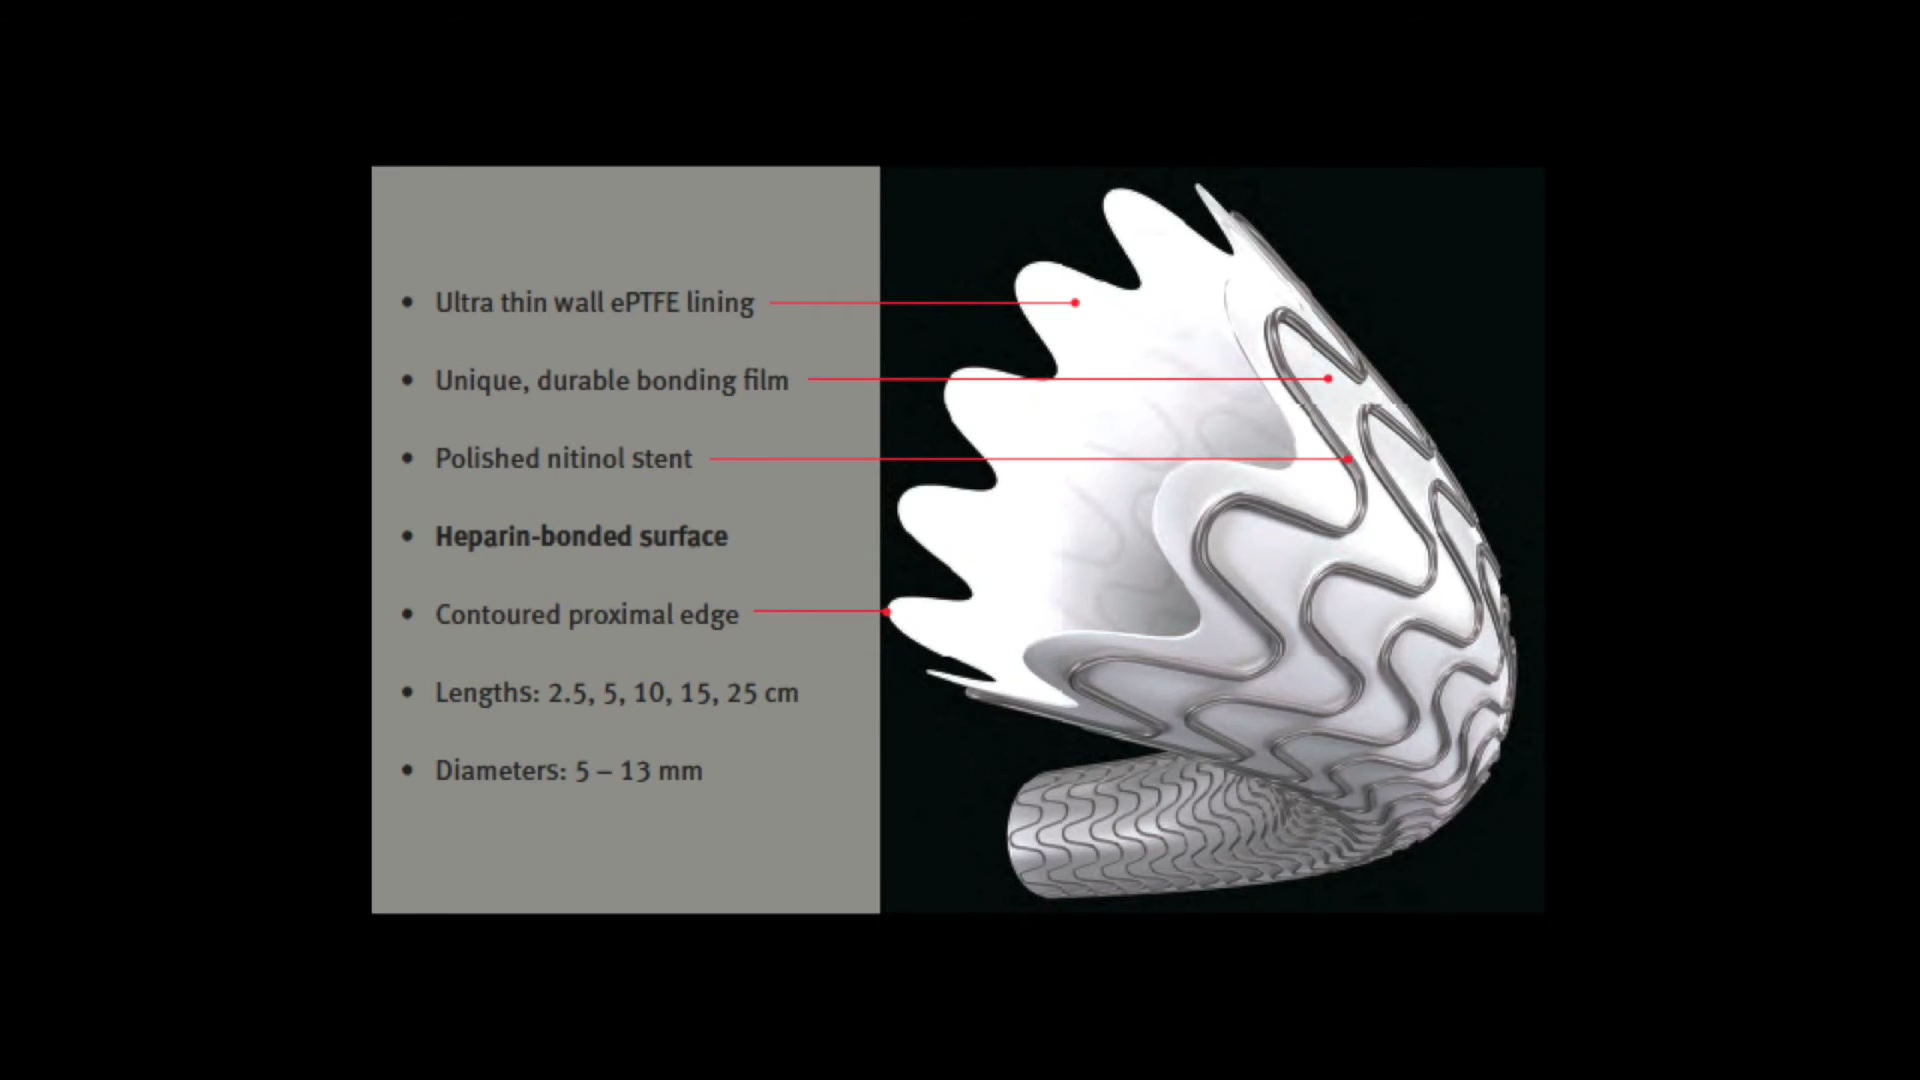 • Ultra thin wall ePTFE lining
• Unique, durable bonding film
• Polished nitinol stent
• Heparin-bonded surface
• Contoured proximal edge
• Lengths: 2.5, 5, 10, 15, 25 cm
• Diameters: 5 – 13 mm